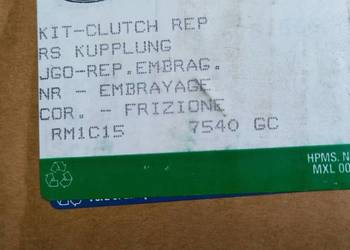 KIT-CLUTCH REP
RS KUPPLUNG
JGO-REP.EMBRAG.
NR - EMBRAYAGE
COR. - FRIZIONE
RM1C15 7540 GC
HPMS. N
MXL 00